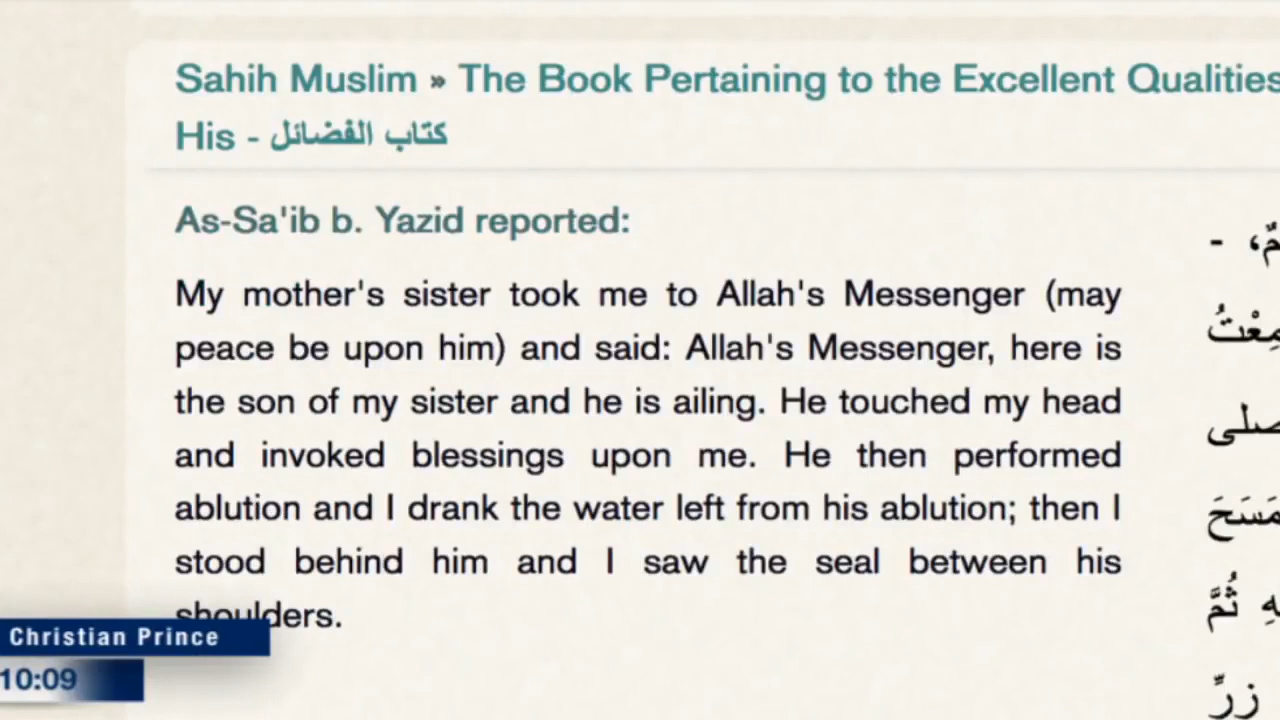 Sahih Muslim » The Book Pertaining to the Excellent Qualities
His - كتاب الفضائل
As-Sa'ib b. Yazid reported:
My mother's sister took me to Allah's Messenger (may
peace be upon him) and said: Allah's Messenger, here is
the son of my sister and he is ailing. He touched my head
and invoked blessings upon me. He then performed
ablution and I drank the water left from his ablution; then I
stood behind him and I saw the seal between his
shoulders.
Christian Prince
10:09